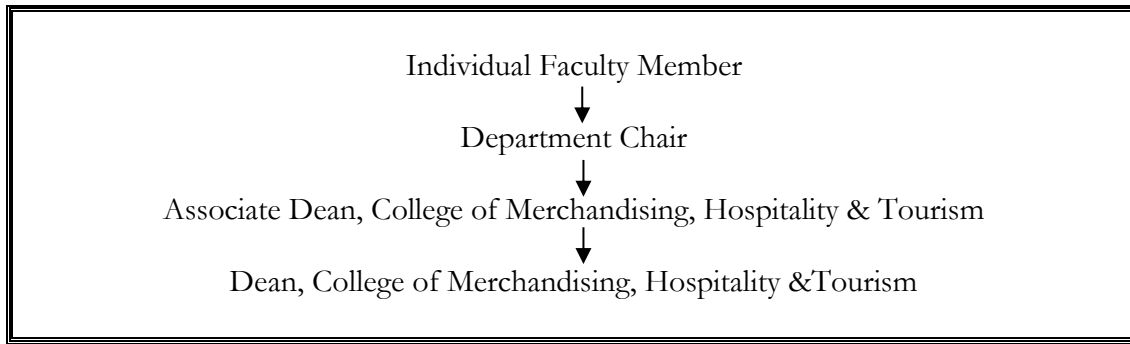 Individual Faculty Member
Department Chair
Associate Dean, College of Merchandising, Hospitality & Tourism
Dean, College of Merchandising, Hospitality &Tourism